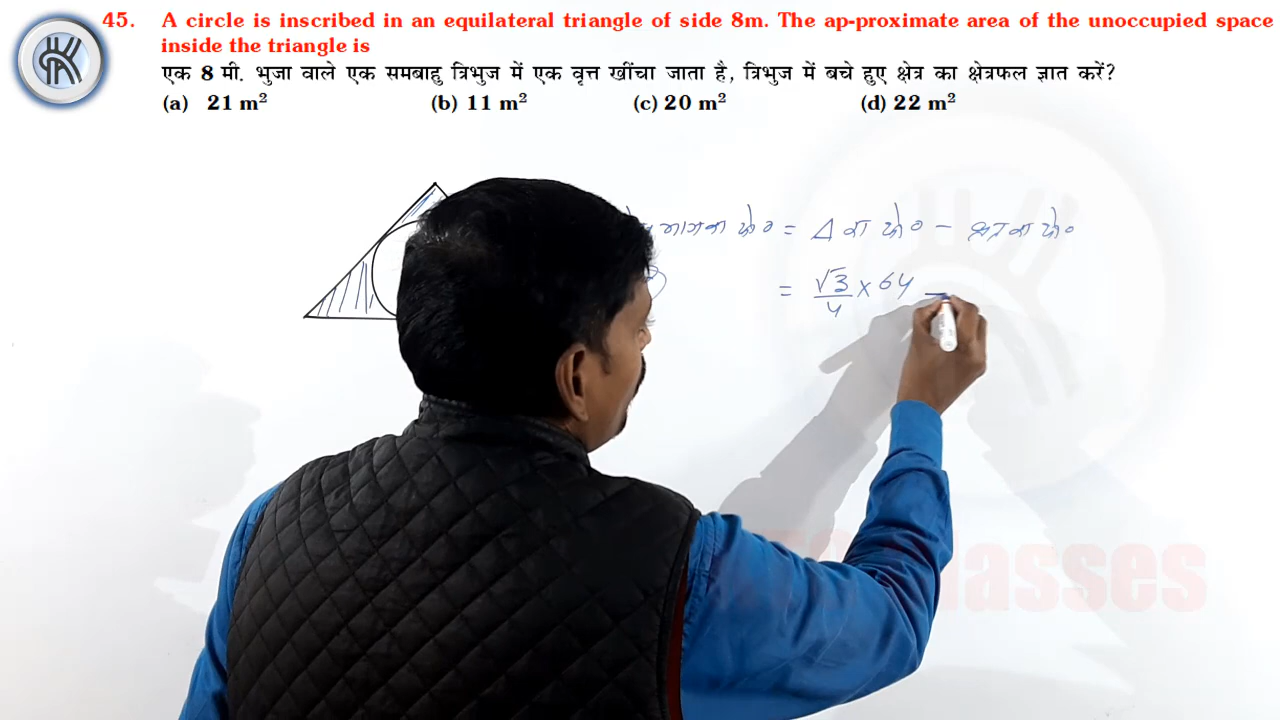 45. A circle is inscribed in an equilateral triangle of side 8m. The ap-proximate area of the unoccupied space
inside the triangle is
एक 8 मी. भुजा वाले एक समबाहु त्रिभुज में एक वृत्त खींचा जाता है, त्रिभुज में बचे हुए क्षेत्र का क्षेत्रफल ज्ञात करें?
(a) 21 m² (b) 11 m² (c) 20 m² (d) 22 m²
= Δ का क्षे० -
= √3/4 × 64 -
classes